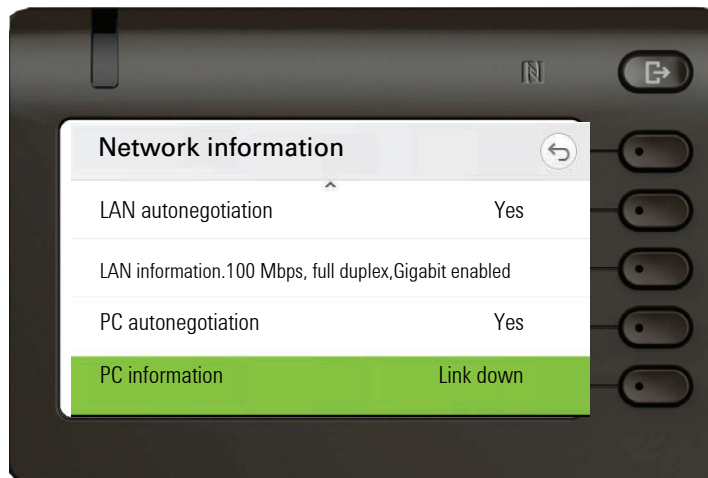 Network information
LAN autonegotiation Yes
LAN information.100 Mbps, full duplex,Gigabit enabled
PC autonegotiation Yes
PC information Link down